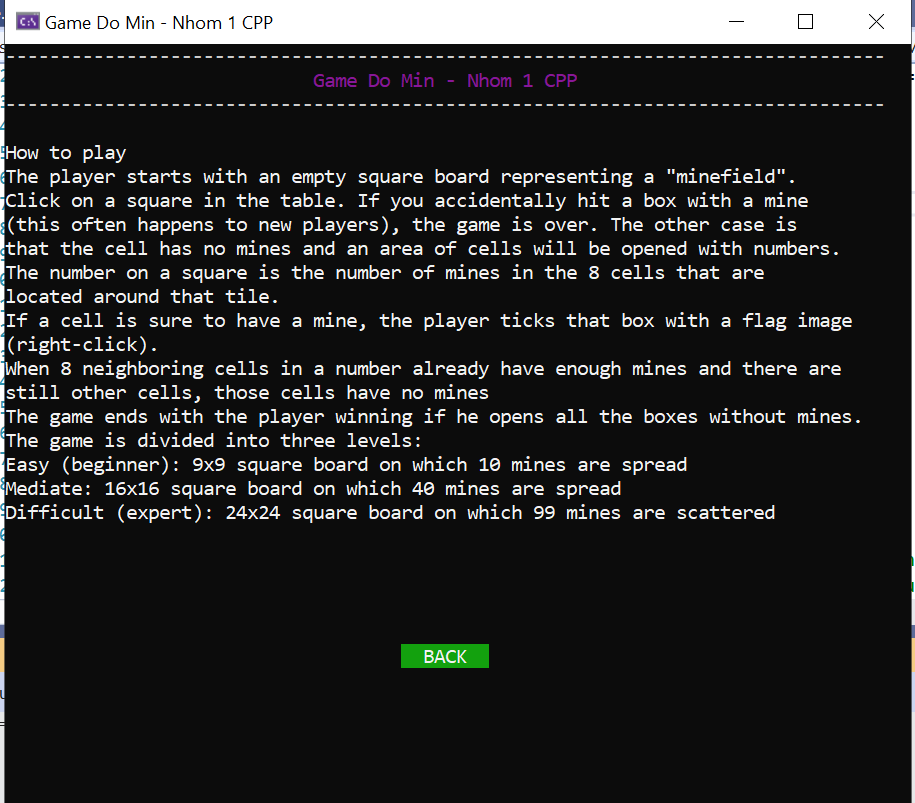 Game Do Min - Nhom 1 CPP
--------------------------------------------------------------------------------
Game Do Min - Nhom 1 CPP
--------------------------------------------------------------------------------
How to play
The player starts with an empty square board representing a "minefield".
Click on a square in the table. If you accidentally hit a box with a mine
(this often happens to new players), the game is over. The other case is
that the cell has no mines and an area of cells will be opened with numbers.
The number on a square is the number of mines in the 8 cells that are
located around that tile.
If a cell is sure to have a mine, the player ticks that box with a flag image
(right-click).
When 8 neighboring cells in a number already have enough mines and there are
still other cells, those cells have no mines
The game ends with the player winning if he opens all the boxes without mines.
The game is divided into three levels:
Easy (beginner): 9x9 square board on which 10 mines are spread
Mediate: 16x16 square board on which 40 mines are spread
Difficult (expert): 24x24 square board on which 99 mines are scattered
BACK